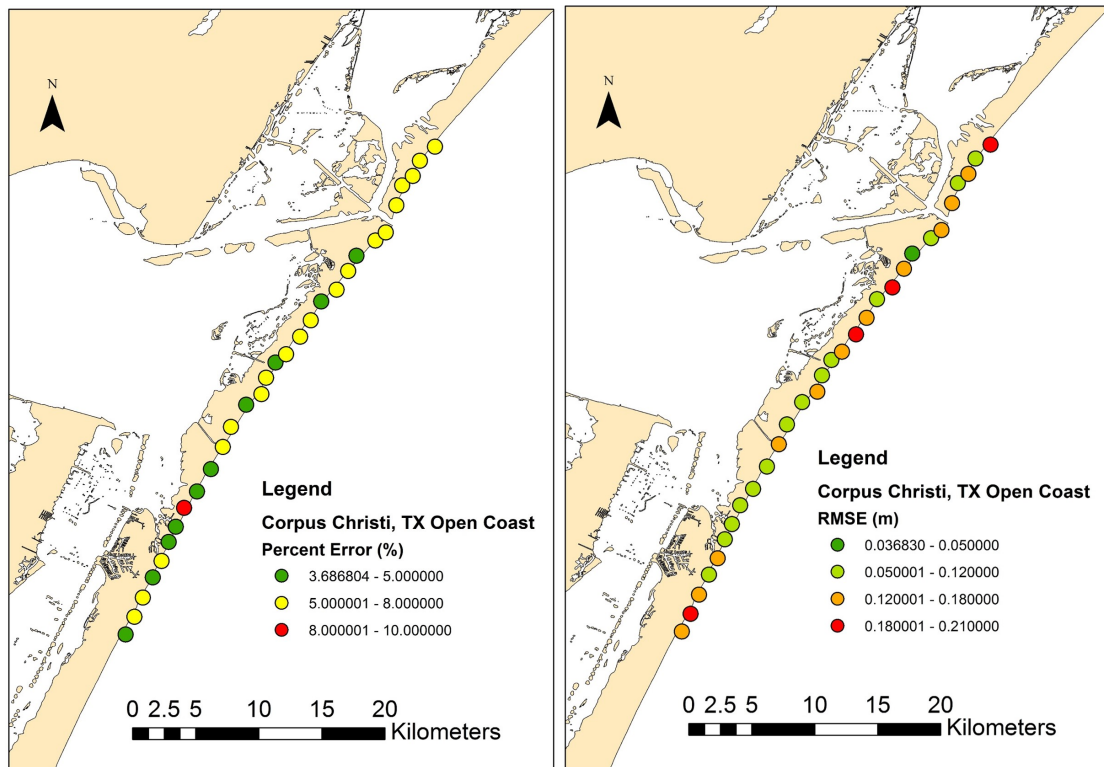 N
Legend
Corpus Christi, TX Open Coast
Percent Error (%)
3.686804 - 5.000000
5.000001 - 8.000000
8.000001 - 10.000000
0 2.5 5 10 15 20
Kilometers
N
Legend
Corpus Christi, TX Open Coast
RMSE (m)
0.036830 - 0.050000
0.050001 - 0.120000
0.120001 - 0.180000
0.180001 - 0.210000
0 2.5 5 10 15 20
Kilometers